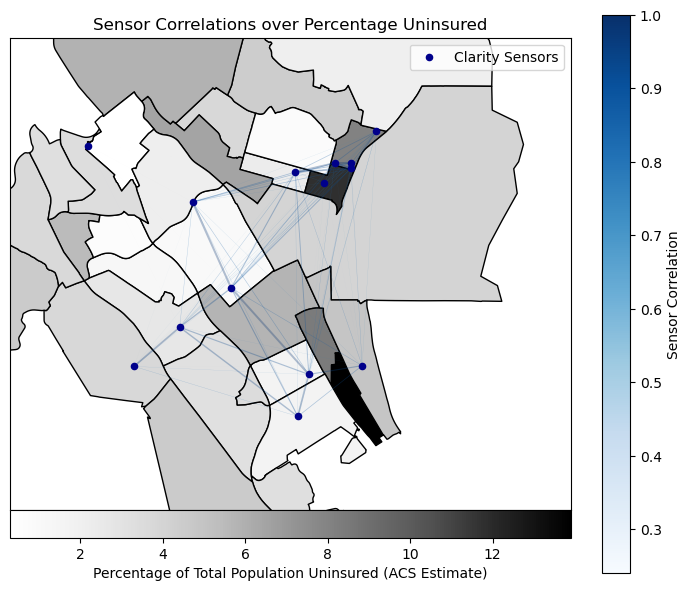 Sensor Correlations over Percentage Uninsured
Clarity Sensors
1.0
0.9
0.8
0.7
0.6
0.5
0.4
0.3
Sensor Correlation
2 4 6 8 10 12
Percentage of Total Population Uninsured (ACS Estimate)